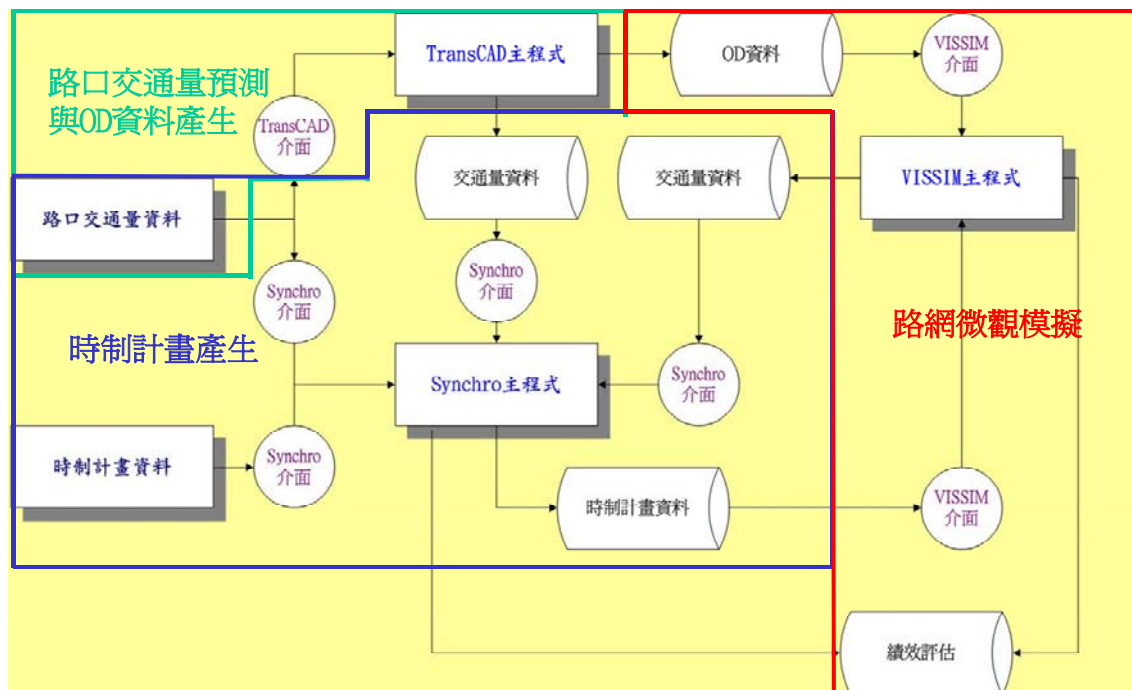 TransCAD主程式
OD資料
VISSIM
介面
路口交通量預測
與OD資料產生
TransCAD
介面
交通量資料
交通量資料
VISSIM主程式
路口交通量資料
Synchro
介面
Synchro
介面
路網微觀模擬
時制計畫產生
Synchro主程式
Synchro
介面
時制計畫資料
Synchro
介面
時制計畫資料
VISSIM
介面
績效評估